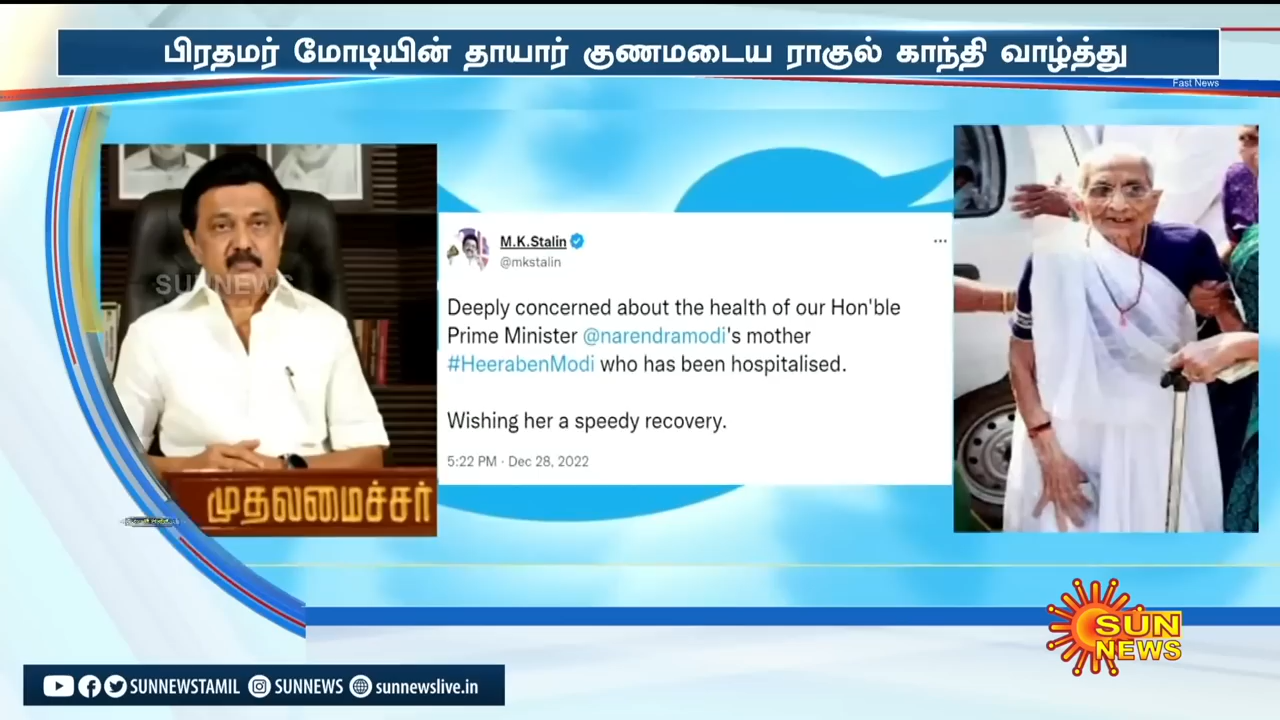 பிரதமர் மோடியின் தாயார் குணமடைய ராகுல் காந்தி வாழ்த்து
Fast News
SUNNEWS
M.K.Stalin
@mkstalin
Deeply concerned about the health of our Hon'ble
Prime Minister @narendramodi's mother
#HeerabenModi who has been hospitalised.
Wishing her a speedy recovery.
5:22 PM · Dec 28, 2022
முதலமைச்சர்
SUN
NEWS
SUNNEWSTAMIL SUNNEWS sunnewslive.in